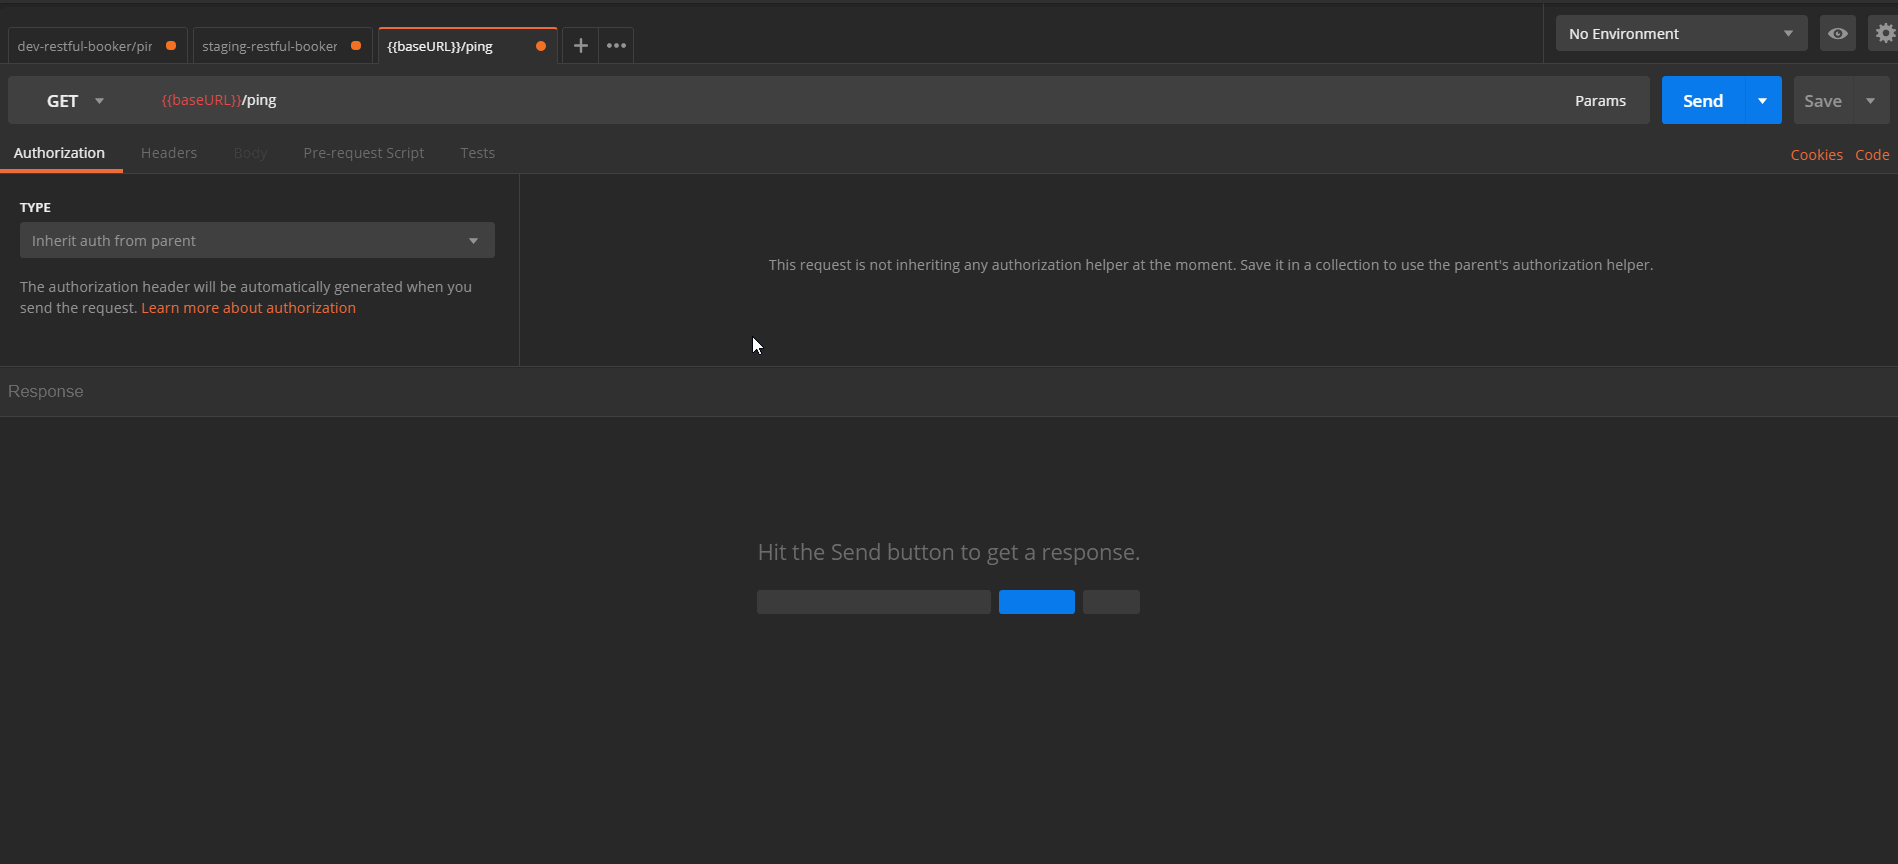 dev-restful-booker/pir
staging-restful-booker
{{baseURL}}/ping
No Environment
GET
{{baseURL}}/ping
Params
Send
Save
Authorization
Headers
Body
Pre-request Script
Tests
Cookies
Code
TYPE
Inherit auth from parent
The authorization header will be automatically generated when you
send the request. Learn more about authorization
This request is not inheriting any authorization helper at the moment. Save it in a collection to use the parent's authorization helper.
Response
Hit the Send button to get a response.